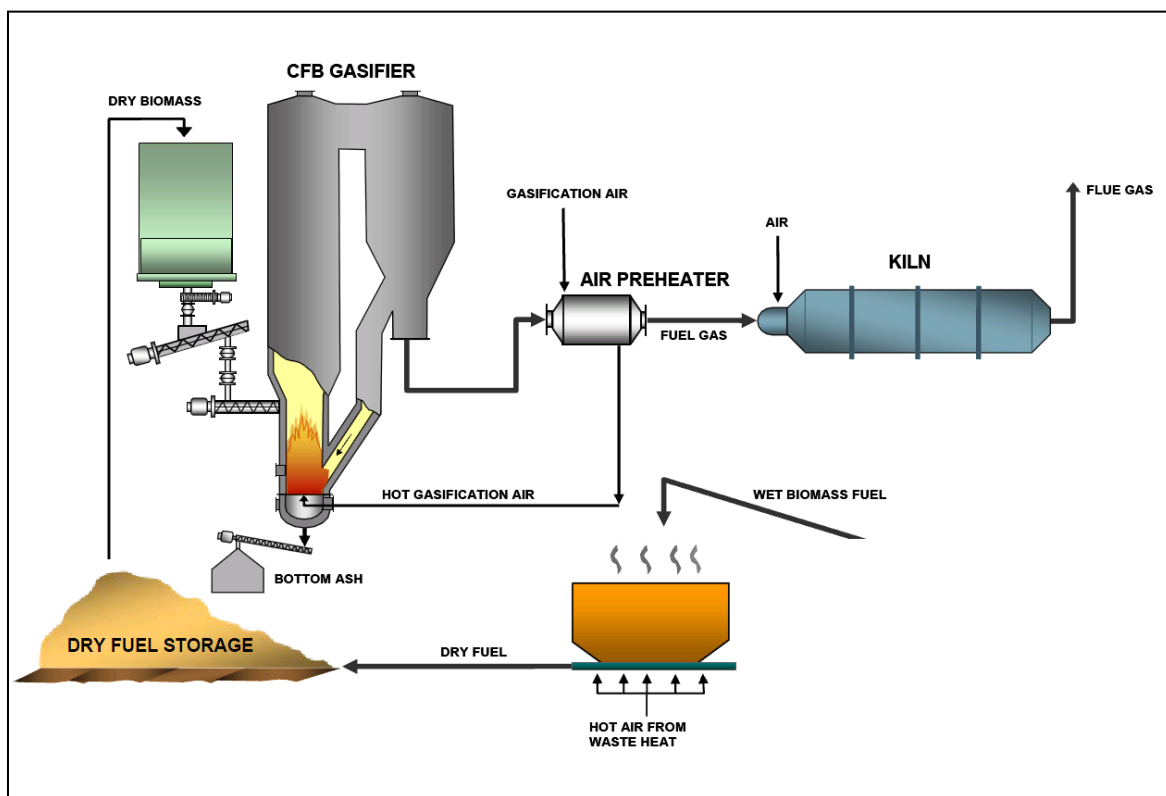 CFB GASIFIER
DRY BIOMASS
GASIFICATION AIR
FLUE GAS
AIR
KILN
AIR PREHEATER
FUEL GAS
HOT GASIFICATION AIR
WET BIOMASS FUEL
BOTTOM ASH
DRY FUEL STORAGE
DRY FUEL
HOT AIR FROM
WASTE HEAT